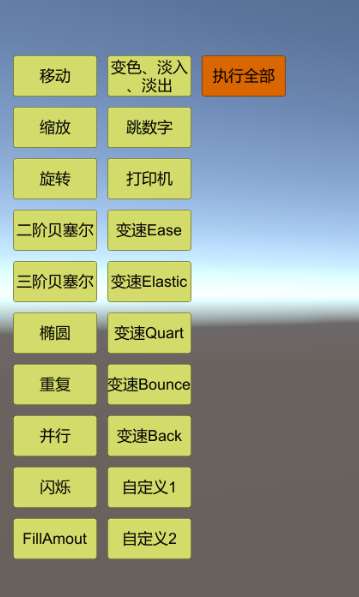 移动
变色、淡入
、淡出
执行全部
缩放
跳数字
旋转
打印机
二阶贝塞尔
变速Ease
三阶贝塞尔
变速Elastic
椭圆
变速Quart
重复
变速Bounce
并行
变速Back
闪烁
自定义1
FillAmout
自定义2